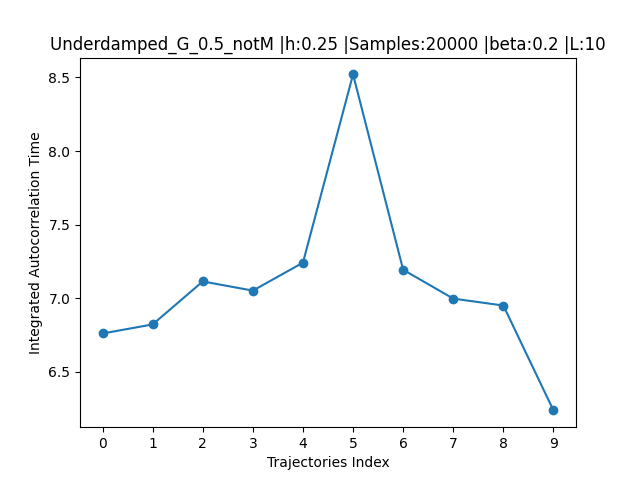 Underdamped_G_0.5_notM |h:0.25 |Samples:20000 |beta:0.2 |L:10
8.5
8.0
7.5
7.0
6.5
Integrated Autocorrelation Time
0 1 2 3 4 5 6 7 8 9
Trajectories Index